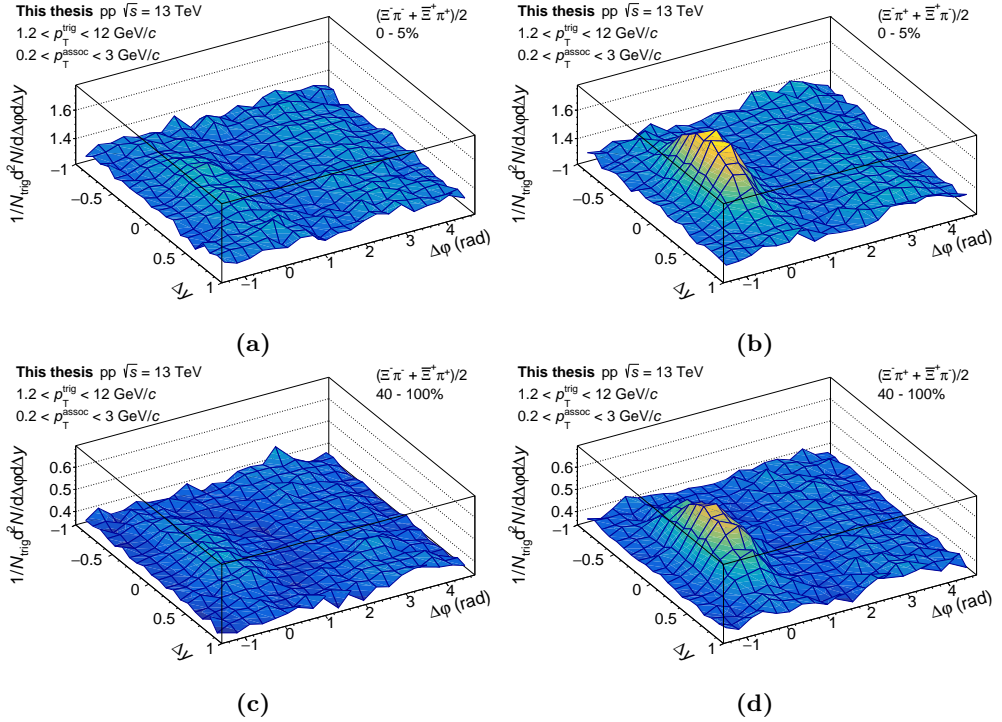 This thesis pp √s = 13 TeV
1.2 < p_T^trig < 12 GeV/c
0.2 < p_T^assoc < 3 GeV/c
(Ξ⁻π⁻ + Ξ̅⁺π⁺)/2
0 - 5%
1/N_trig d²N/dΔφdΔy
1.6
1.4
−1
−0.5
0
0.5
1
Δy
−1
0
1
2
3
4
Δφ (rad)
(a)
This thesis pp √s = 13 TeV
1.2 < p_T^trig < 12 GeV/c
0.2 < p_T^assoc < 3 GeV/c
(Ξ⁻π⁺ + Ξ̅⁺π⁻)/2
0 - 5%
1/N_trig d²N/dΔφdΔy
1.6
1.4
−1
−0.5
0
0.5
1
Δy
−1
0
1
2
3
4
Δφ (rad)
(b)
This thesis pp √s = 13 TeV
1.2 < p_T^trig < 12 GeV/c
0.2 < p_T^assoc < 3 GeV/c
(Ξ⁻π⁻ + Ξ̅⁺π⁺)/2
40 - 100%
1/N_trig d²N/dΔφdΔy
0.6
0.5
0.4
−1
−0.5
0
0.5
1
Δy
−1
0
1
2
3
4
Δφ (rad)
(c)
This thesis pp √s = 13 TeV
1.2 < p_T^trig < 12 GeV/c
0.2 < p_T^assoc < 3 GeV/c
(Ξ⁻π⁺ + Ξ̅⁺π⁻)/2
40 - 100%
1/N_trig d²N/dΔφdΔy
0.6
0.5
0.4
−1
−0.5
0
0.5
1
Δy
−1
0
1
2
3
4
Δφ (rad)
(d)